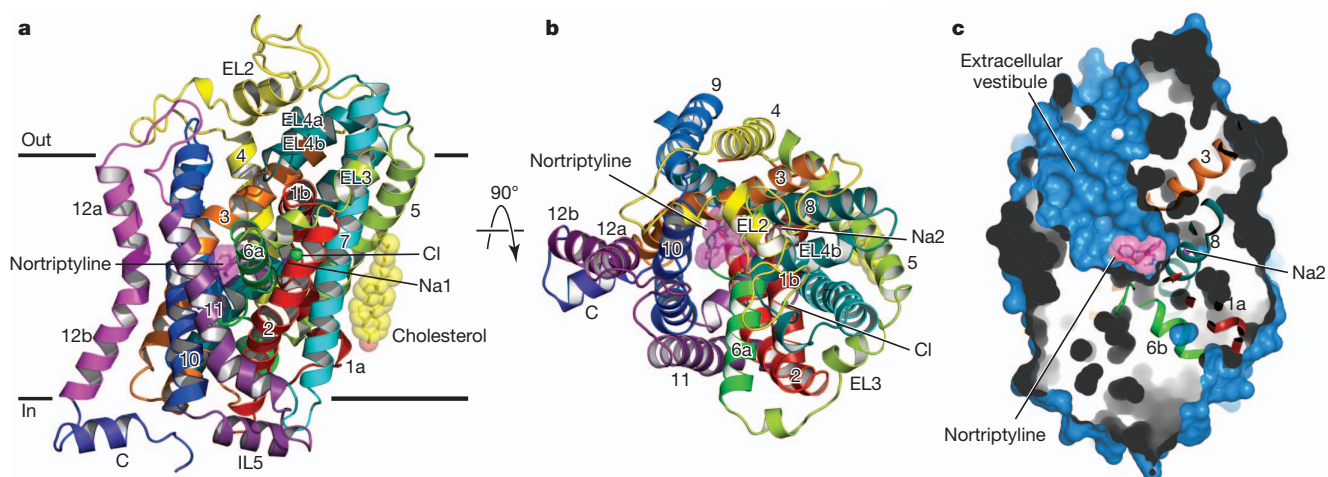 a
EL2
EL4a
EL4b
Out
4
1b
EL3
12a
3
5
7
6a
Nortriptyline
Cl
Na1
11
2
Cholesterol
12b
10
1a
In
C
IL5
90°
b
9
4
Nortriptyline
3
8
12b
12a
EL2
Na2
10
EL4b
5
1b
C
Cl
6a
11
2
EL3
c
Extracellular
vestibule
3
8
Na2
1a
6b
Nortriptyline